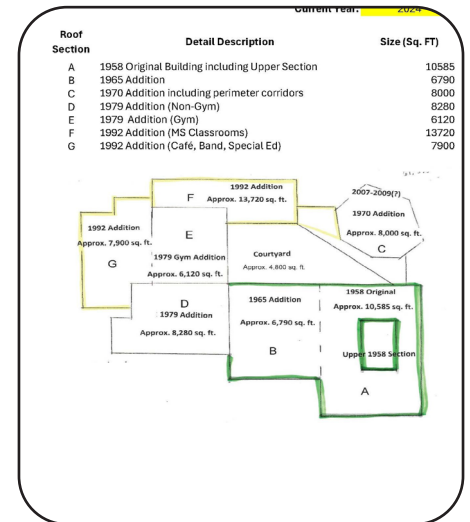 Current Year: 2024
Roof Section Detail Description Size (Sq. FT)
A 1958 Original Building including Upper Section 10585
B 1965 Addition 6790
C 1970 Addition including perimeter corridors 8000
D 1979 Addition (Non-Gym) 8280
E 1979 Addition (Gym) 6120
F 1992 Addition (MS Classrooms) 13720
G 1992 Addition (Café, Band, Special Ed) 7900
1992 Addition
F Approx. 13,720 sq. ft.
2007-2009(?)
1970 Addition
Approx. 8,000 sq. ft.
C
1992 Addition
Approx. 7,900 sq. ft.
G
E
1979 Gym Addition
Approx. 6,120 sq. ft.
Courtyard
Approx. 4,800 sq. ft.
D
1979 Addition
Approx. 8,280 sq. ft.
1965 Addition
Approx. 6,790 sq. ft.
B
1958 Original
Approx. 10,585 sq. ft.
Upper 1958 Section
A